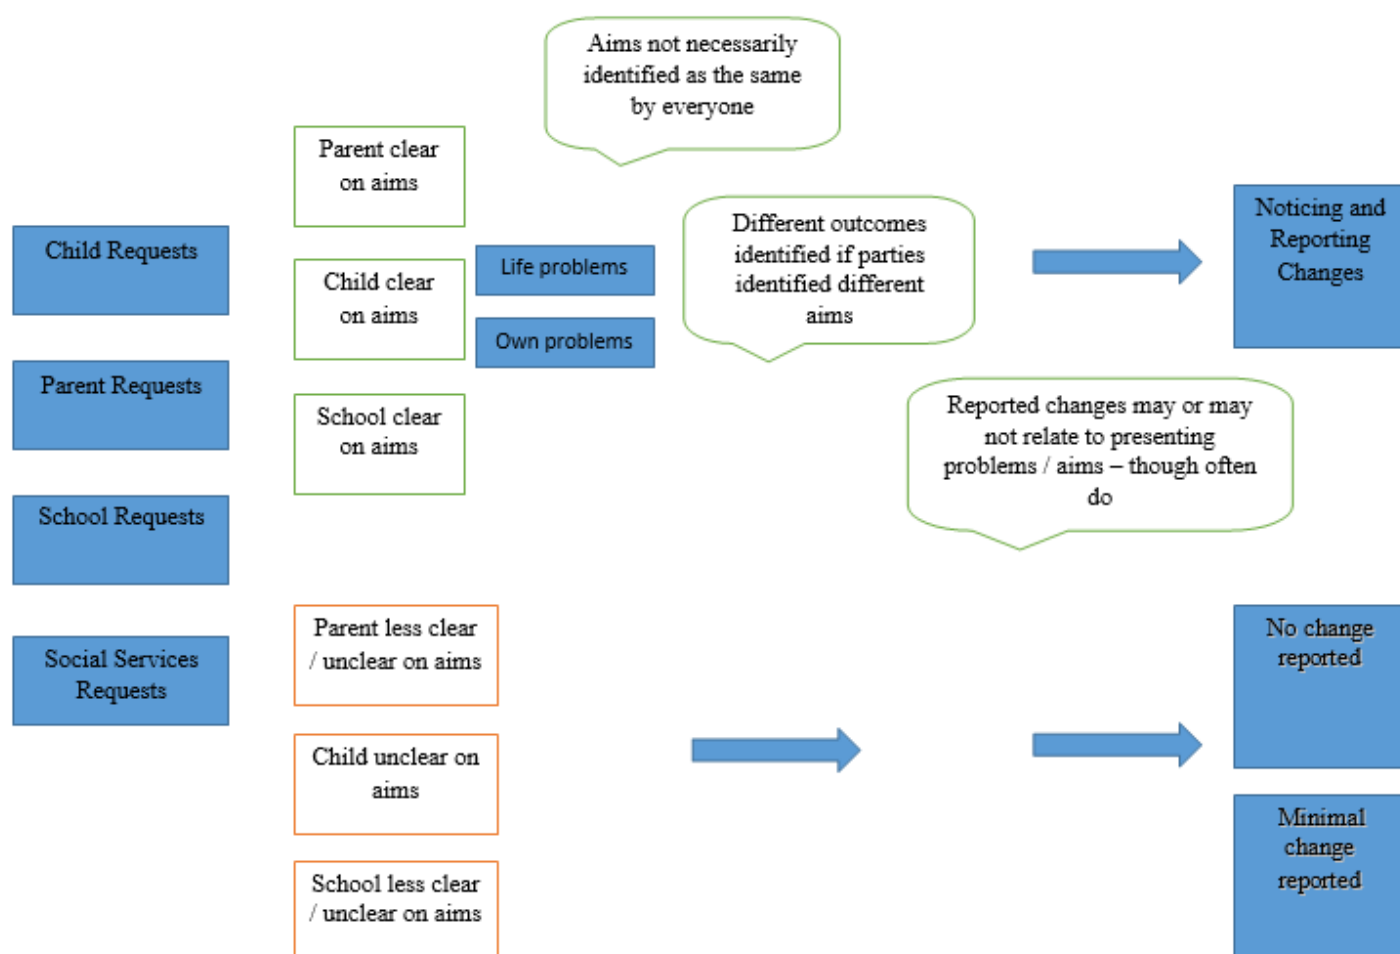 Aims not necessarily
identified as the same
by everyone
Parent clear
on aims
Different outcomes
identified if parties
identified different
aims
Noticing and
Reporting
Changes
Child Requests
Child clear
on aims
Life problems
Own problems
Parent Requests
School clear
on aims
Reported changes may or may
not relate to presenting
problems / aims – though often
do
School Requests
Parent less clear
/ unclear on aims
No change
reported
Social Services
Requests
Child unclear on
aims
Minimal
change
reported
School less clear
/ unclear on aims